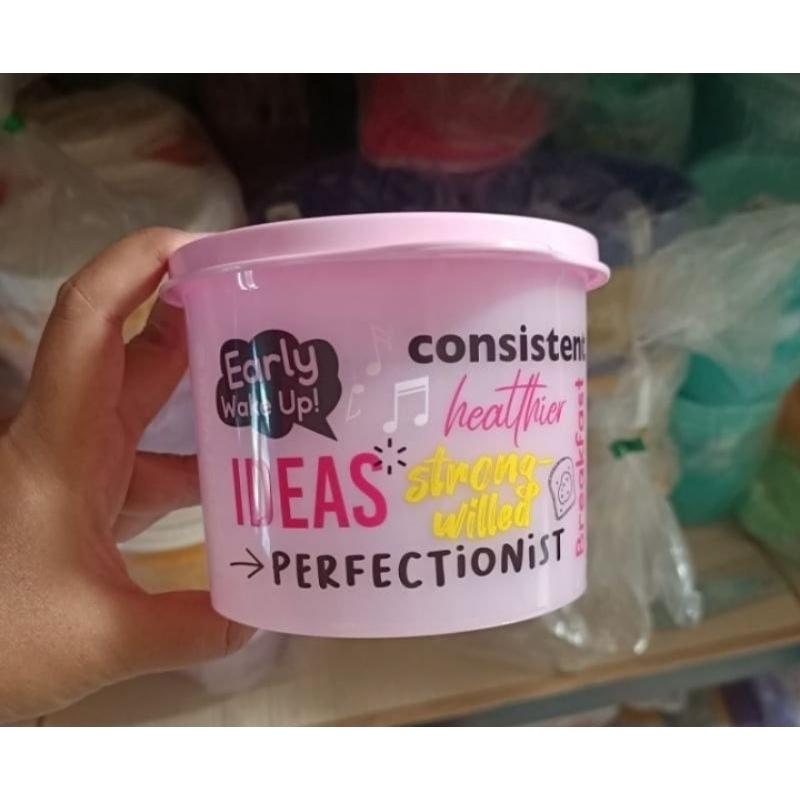 Early
Wake Up!
consistent
healthier
IDEAS
strong-
willed
Breakfast
PERFECTiONiST